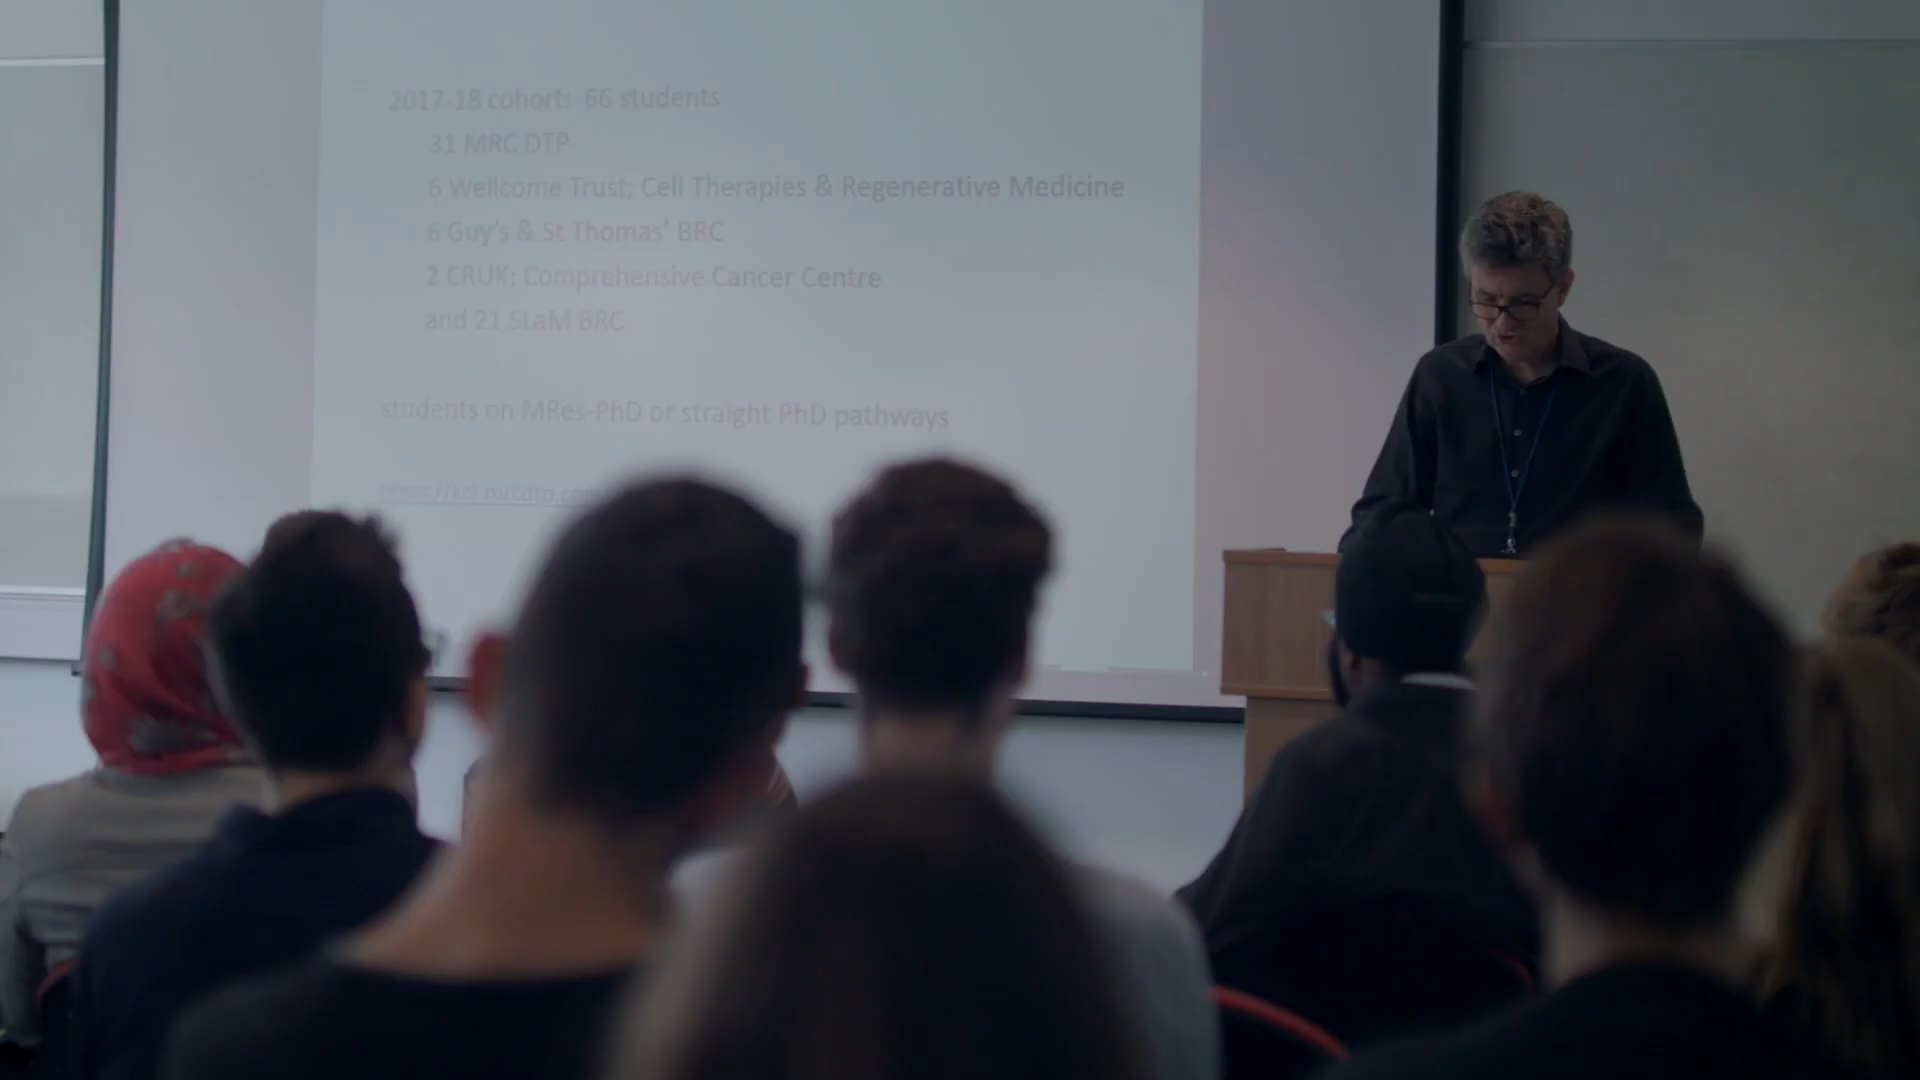 2017-18 cohort: 66 students
31 MRC DTP
6 Wellcome Trust; Cell Therapies & Regenerative Medicine
6 Guy's & St Thomas' BRC
2 CRUK; Comprehensive Cancer Centre
and 21 SLaM BRC
students on MRes-PhD or straight PhD pathways